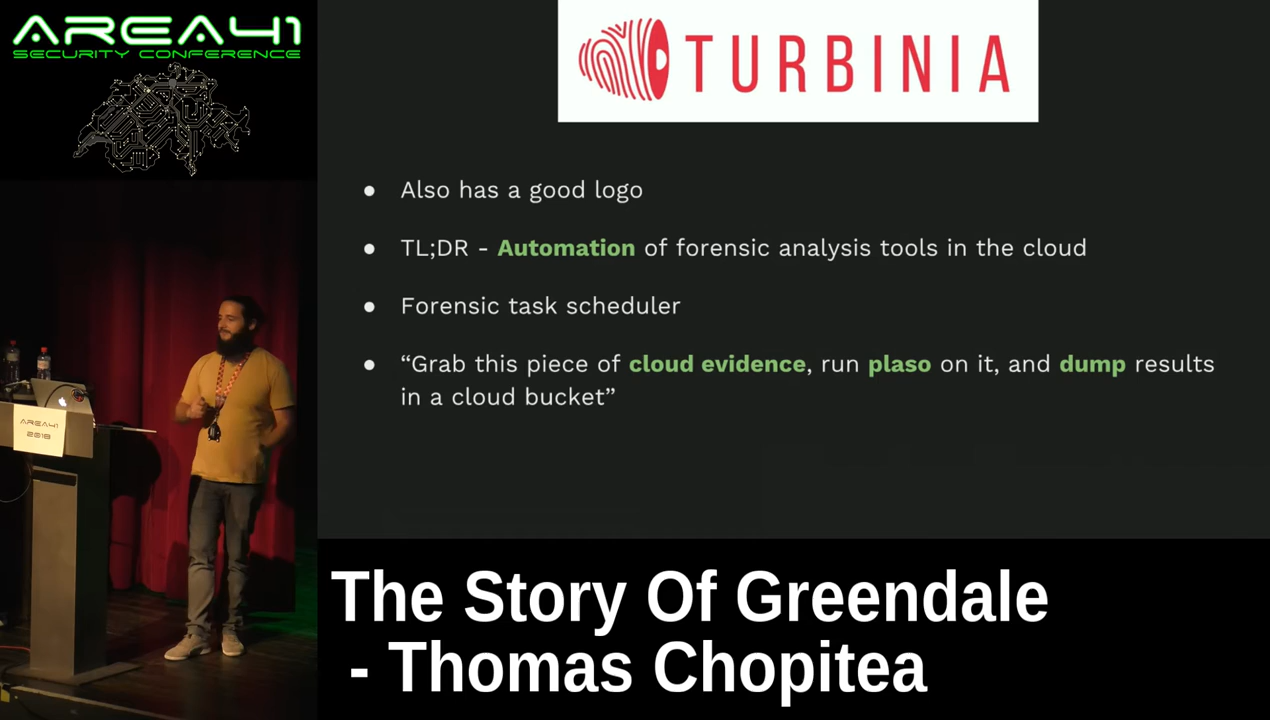 AREA41
SECURITY CONFERENCE
TURBINIA
● Also has a good logo
● TL;DR - Automation of forensic analysis tools in the cloud
● Forensic task scheduler
● “Grab this piece of cloud evidence, run plaso on it, and dump results
in a cloud bucket”
AREA41
2018
The Story Of Greendale
- Thomas Chopitea